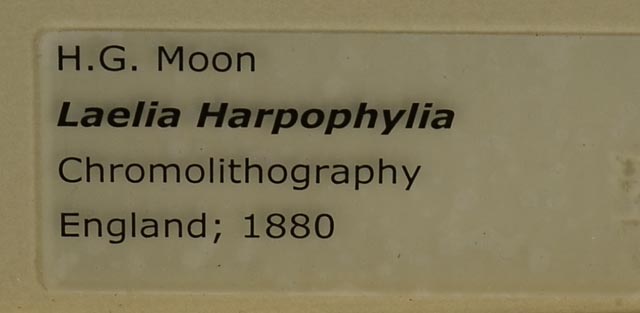 H.G. Moon
Laelia Harpophylia
Chromolithography
England; 1880